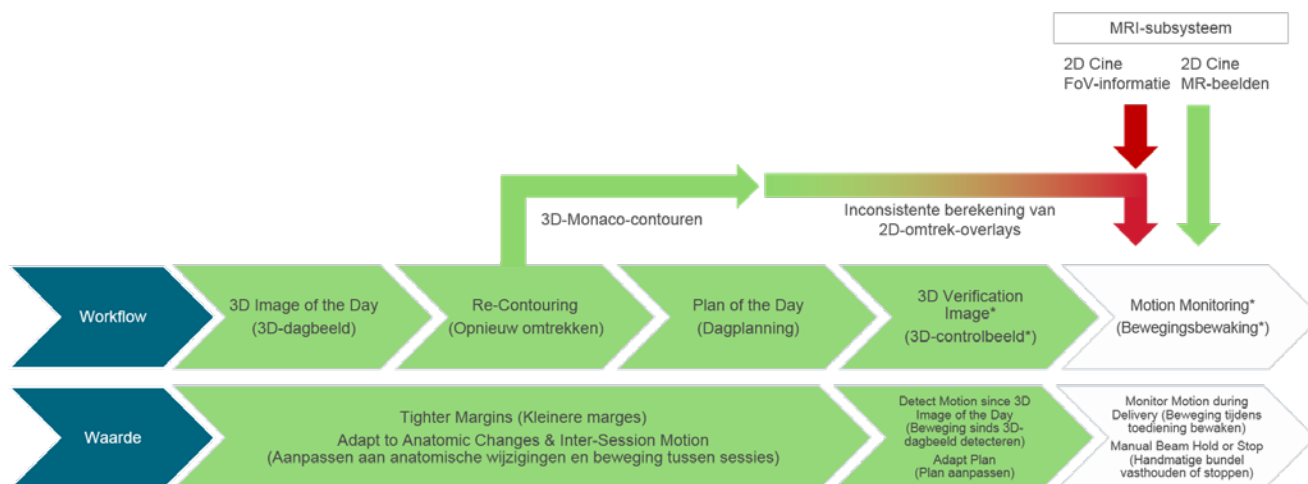 MRI-subsysteem
2D Cine
FoV-informatie
2D Cine
MR-beelden
3D-Monaco-contouren
Inconsistente berekening van
2D-omtrek-overlays
Workflow
3D Image of the Day
(3D-dagbeeld)
Re-Contouring
(Opnieuw omtrekken)
Plan of the Day
(Dagplanning)
3D Verification
Image*
(3D-controlbeeld*)
Motion Monitoring*
(Bewegingsbewaking*)
Waarde
Tighter Margins (Kleinere marges)
Adapt to Anatomic Changes & Inter-Session Motion
(Aanpassen aan anatomische wijzigingen en beweging tussen sessies)
Detect Motion since 3D
Image of the Day
(Beweging sinds 3D-
dagbeeld detecteren)
Adapt Plan
(Plan aanpassen)
Monitor Motion during
Delivery (Beweging tijdens
toediening bewaken)
Manual Beam Hold or Stop
(Handmatige bundel
vasthouden of stoppen)